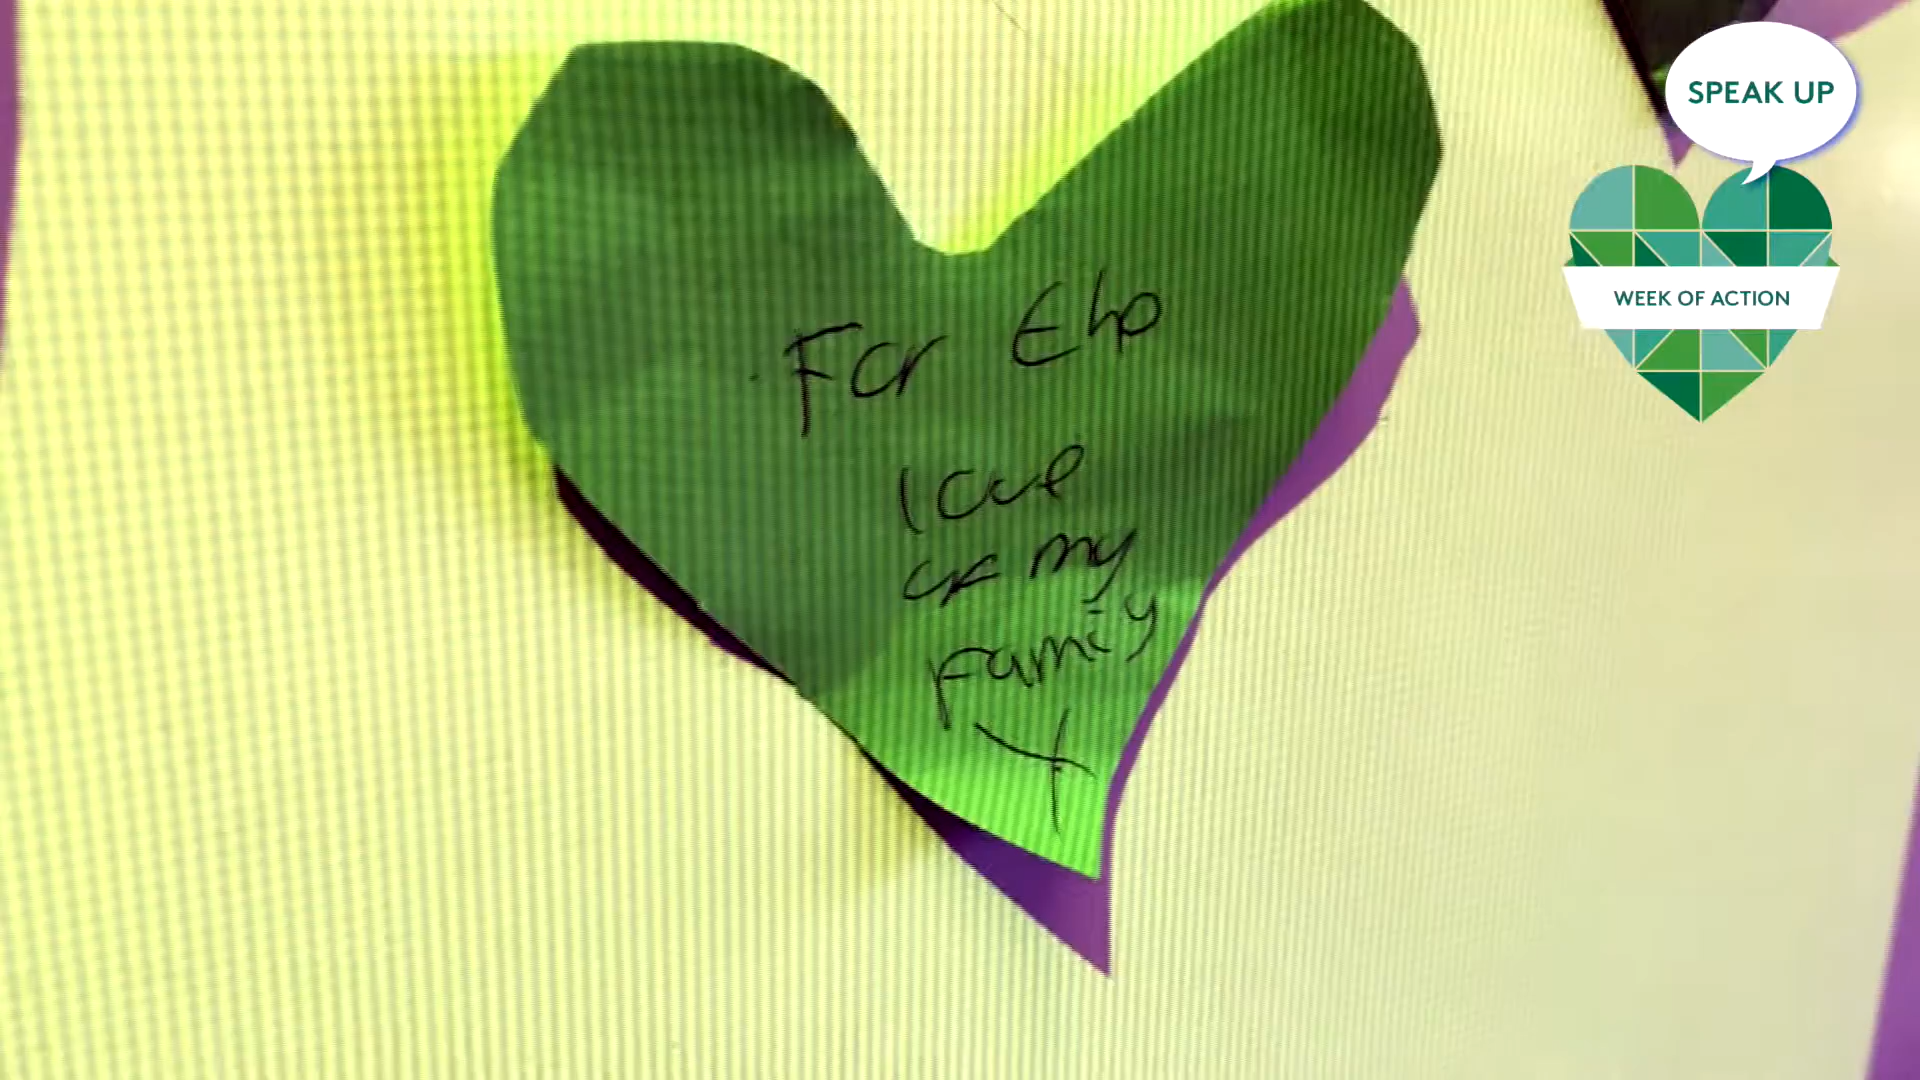 For the
love
of my
Family
X
SPEAK UP
WEEK OF ACTION